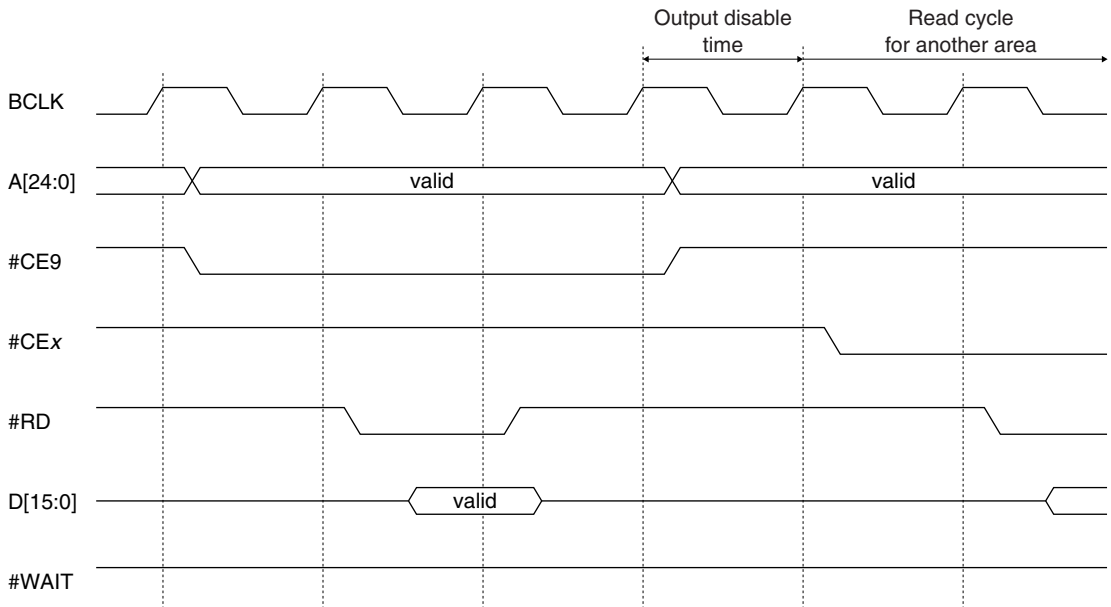 Output disable
time
Read cycle
for another area
BCLK
A[24:0]
valid
valid
#CE9
#CEx
#RD
D[15:0]
valid
#WAIT